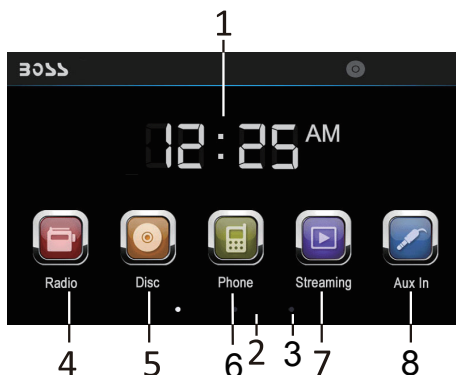 1
BOSS
12:25 AM
Radio Disc Phone Streaming Aux In
4 5 6 2 3 7 8